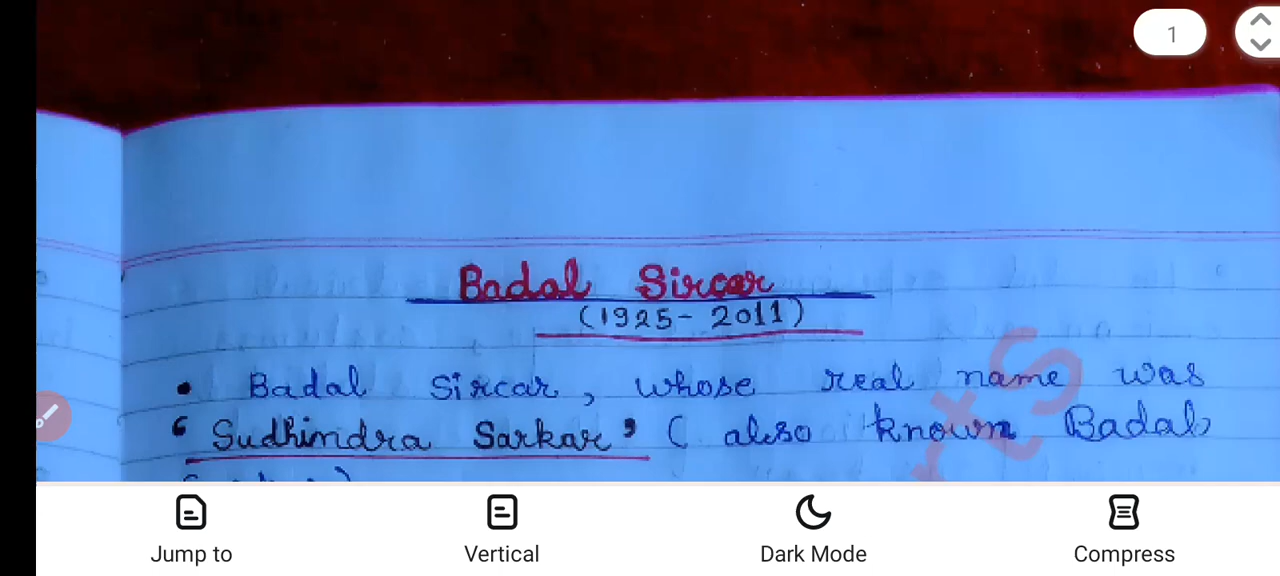 1
Badal Sircar
(1925- 2011)
• Badal Sircar, whose real name was
‘Sudhindra Sarkar’ ( also known Badal
Jump to
Vertical
Dark Mode
Compress